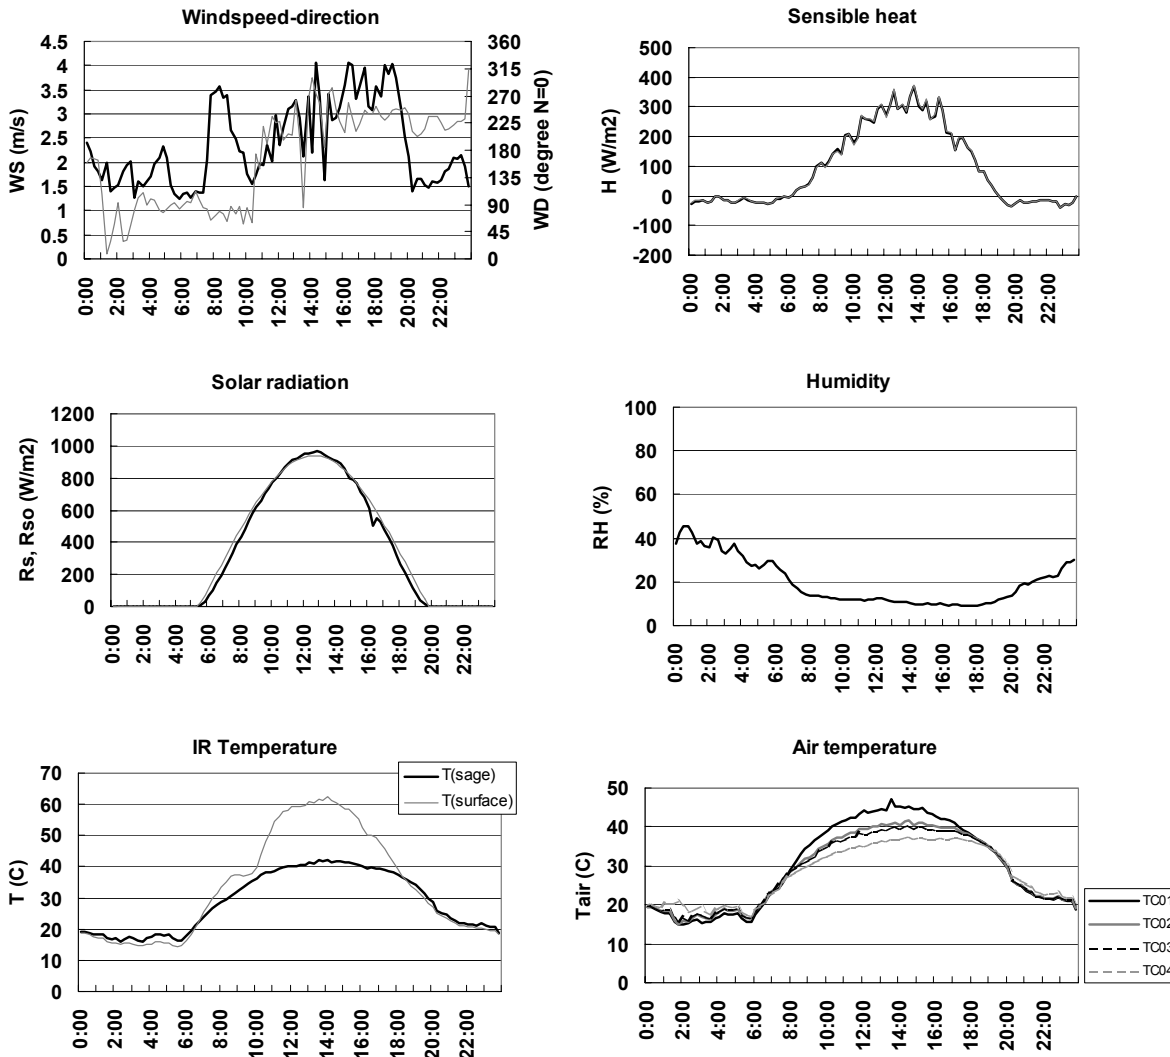 Windspeed-direction
WS (m/s)
4.5
4
3.5
3
2.5
2
1.5
1
0.5
0
360
315
270
225
180
135
90
45
0
WD (degree N=0)
0:00 2:00 4:00 6:00 8:00 10:00 12:00 14:00 16:00 18:00 20:00 22:00
Sensible heat
H (W/m2)
500
400
300
200
100
0
-100
-200
0:00 2:00 4:00 6:00 8:00 10:00 12:00 14:00 16:00 18:00 20:00 22:00
Solar radiation
Rs, Rso (W/m2)
1200
1000
800
600
400
200
0
0:00 2:00 4:00 6:00 8:00 10:00 12:00 14:00 16:00 18:00 20:00 22:00
Humidity
RH (%)
100
80
60
40
20
0
0:00 2:00 4:00 6:00 8:00 10:00 12:00 14:00 16:00 18:00 20:00 22:00
IR Temperature
T (C)
70
60
50
40
30
20
10
0
T(sage)
T(surface)
0:00 2:00 4:00 6:00 8:00 10:00 12:00 14:00 16:00 18:00 20:00 22:00
Air temperature
Tair (C)
50
40
30
20
10
0
0:00 2:00 4:00 6:00 8:00 10:00 12:00 14:00 16:00 18:00 20:00 22:00
TC01
TC02
TC03
TC04